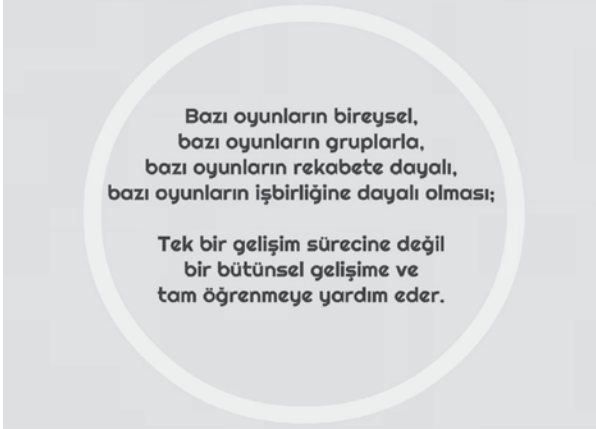 Bazı oyunların bireysel,
bazı oyunların gruplarla,
bazı oyunların rekabete dayalı,
bazı oyunların işbirliğine dayalı olması;
Tek bir gelişim sürecine değil
bir bütünsel gelişime ve
tam öğrenmeye yardım eder.